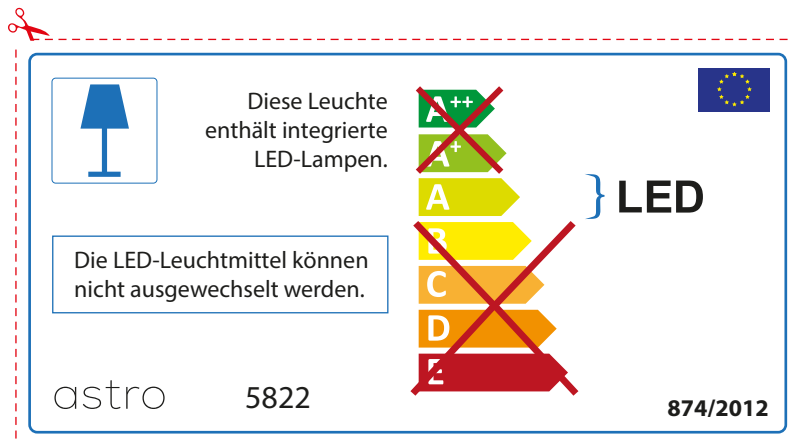 Diese Leuchte
enthält integrierte
LED-Lampen.
Die LED-Leuchtmittel können
nicht ausgewechselt werden.
A++
A+
A
B
C
D
E
LED
astro
5822
874/2012